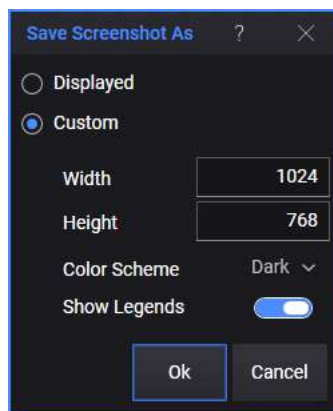 Save Screenshot As ?
Displayed
Custom
Width 1024
Height 768
Color Scheme Dark
Show Legends
Ok Cancel